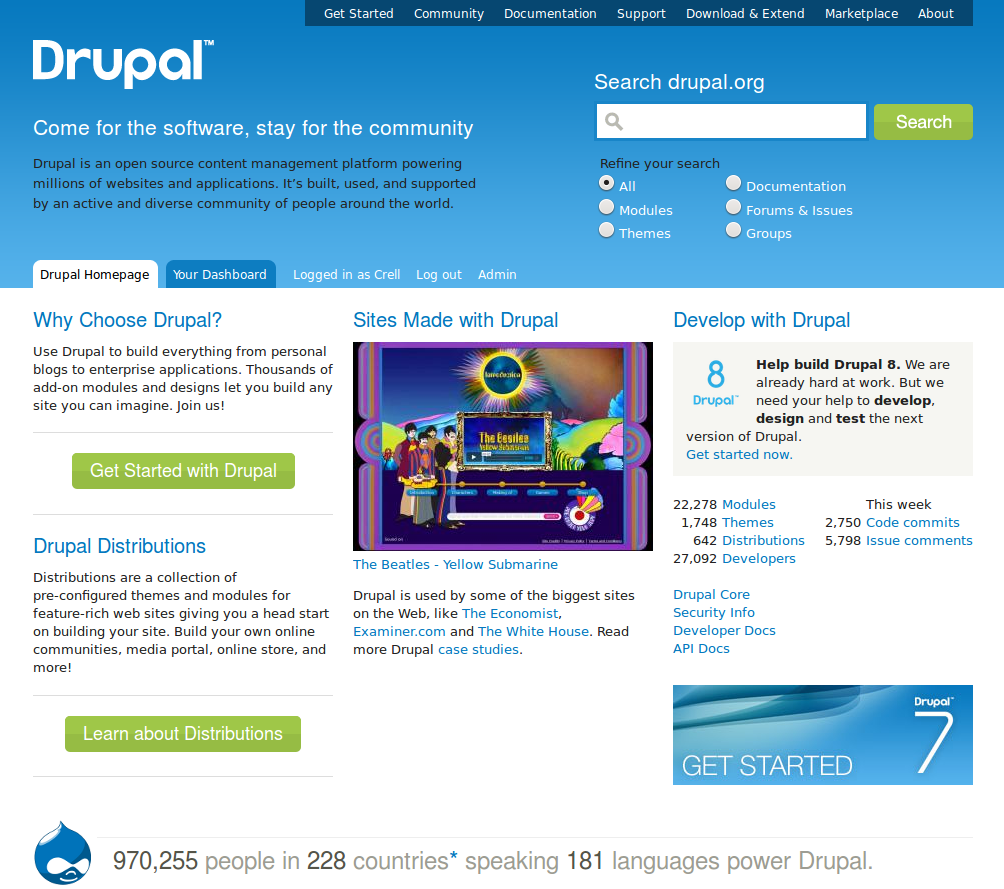 Get Started Community Documentation Support Download & Extend Marketplace About
Drupal™
Come for the software, stay for the community
Drupal is an open source content management platform powering
millions of websites and applications. It’s built, used, and supported
by an active and diverse community of people around the world.
Search drupal.org
Search
Refine your search
All Documentation
Modules Forums & Issues
Themes Groups
Drupal Homepage Your Dashboard Logged in as Crell Log out Admin
Why Choose Drupal?
Use Drupal to build everything from personal
blogs to enterprise applications. Thousands of
add-on modules and designs let you build any
site you can imagine. Join us!
Get Started with Drupal
Drupal Distributions
Distributions are a collection of
pre-configured themes and modules for
feature-rich web sites giving you a head start
on building your site. Build your own online
communities, media portal, online store, and
more!
Learn about Distributions
Sites Made with Drupal
The Beatles
Yellow Submarine
Introduction Characters Making of Games Shop
The Beatles - Yellow Submarine
Drupal is used by some of the biggest sites
on the Web, like The Economist,
Examiner.com and The White House. Read
more Drupal case studies.
Develop with Drupal
8
Drupal™
Help build Drupal 8. We are
already hard at work. But we
need your help to develop,
design and test the next
version of Drupal.
Get started now.
22,278 Modules
1,748 Themes
642 Distributions
27,092 Developers
This week
2,750 Code commits
5,798 Issue comments
Drupal Core
Security Info
Developer Docs
API Docs
Drupal™
7
GET STARTED
970,255 people in 228 countries* speaking 181 languages power Drupal.